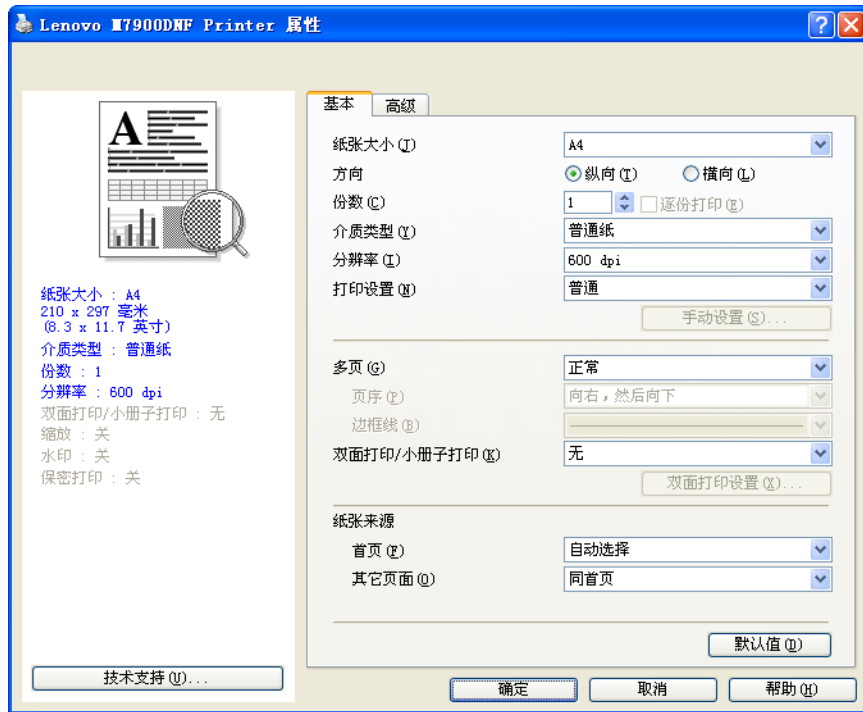 Lenovo M7900DNF Printer 属性
基本 高级
A
纸张大小 : A4
210 x 297 毫米
(8.3 x 11.7 英寸)
介质类型 : 普通纸
份数 : 1
分辨率 : 600 dpi
双面打印/小册子打印 : 无
缩放 : 关
水印 : 关
保密打印 : 关
技术支持(U)...
纸张大小(I) A4
方向 纵向(T) 横向(L)
份数(C) 1 逐份打印(E)
介质类型(Y) 普通纸
分辨率(I) 600 dpi
打印设置(N) 普通
手动设置(S)...
多页(G) 正常
页序(P) 向右，然后向下
边框线(B)
双面打印/小册子打印(K) 无
双面打印设置(X)...
纸张来源
首页(F) 自动选择
其它页面(O) 同首页
默认值(D)
确定 取消 帮助(H)